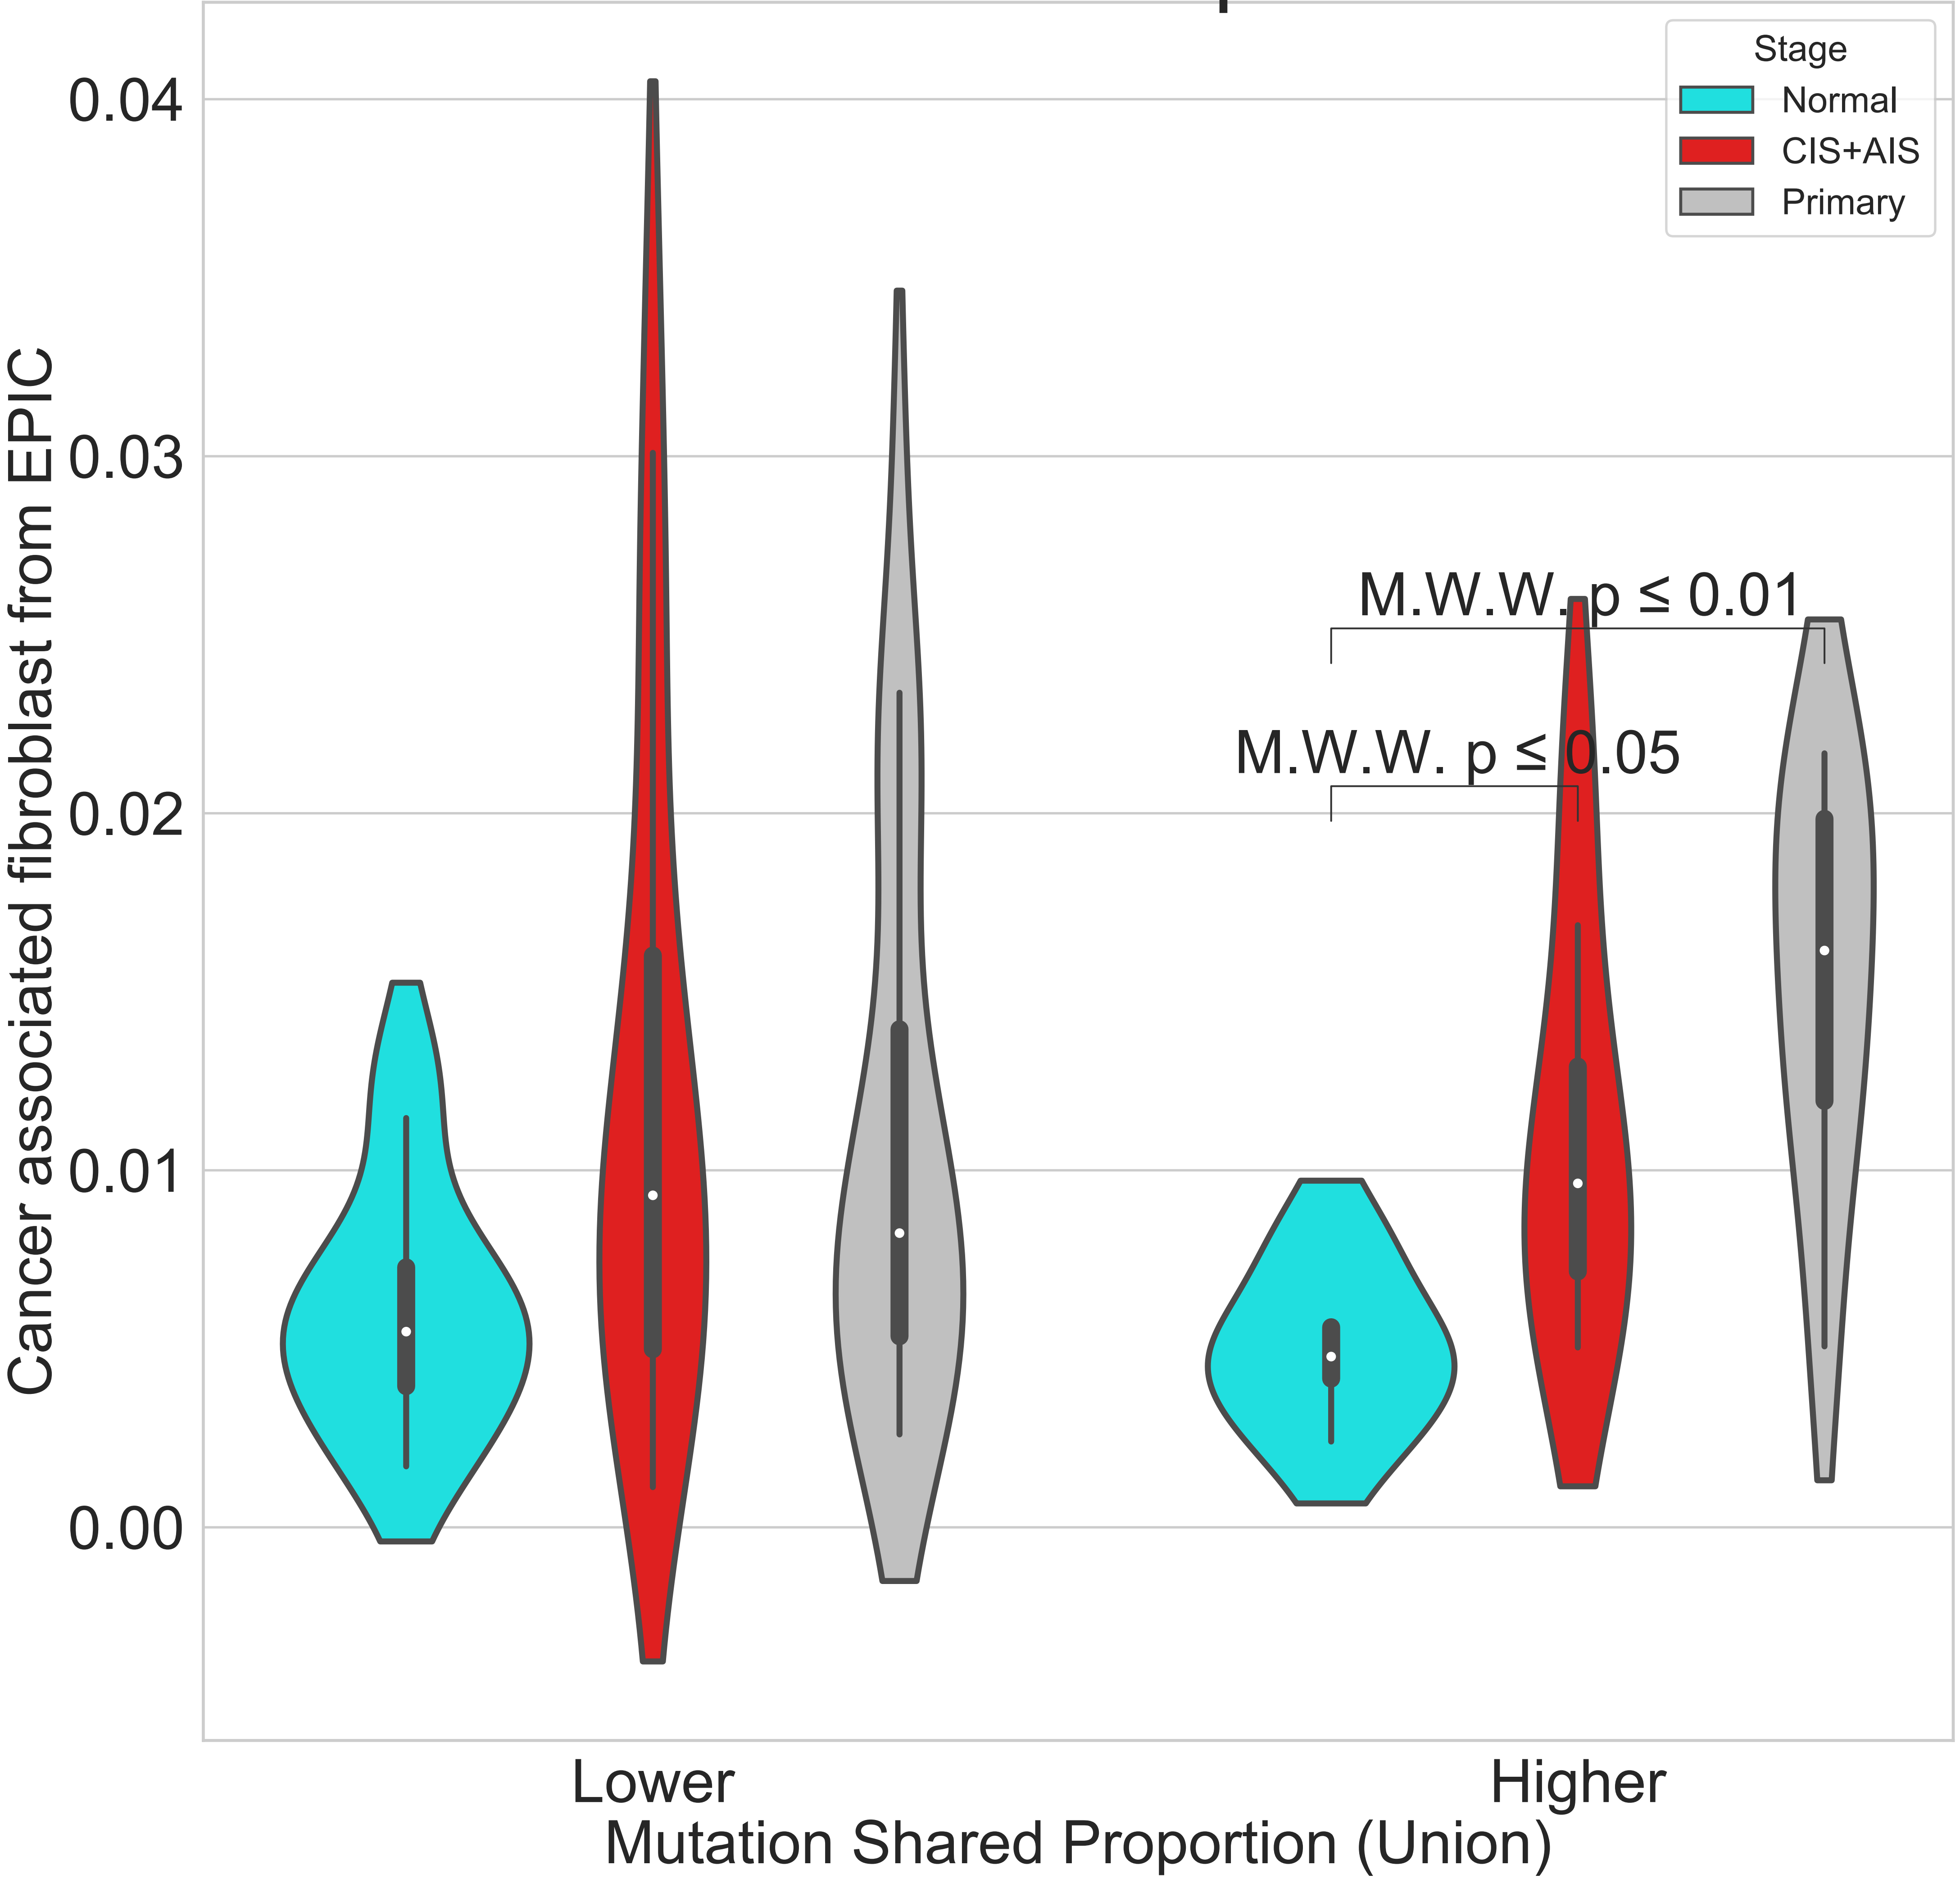 Stage
Normal
CIS+AIS
Primary
Cancer associated fibroblast from EPIC
0.04
0.03
0.02
0.01
0.00
M.W.W. p ≤ 0.01
M.W.W. p ≤ 0.05
Lower
Higher
Mutation Shared Proportion (Union)